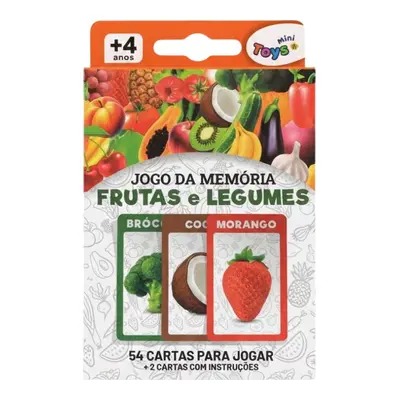 +4
anos
mini
Toys
JOGO DA MEMÓRIA
FRUTAS e LEGUMES
BRÓC
COC
MORANGO
54 CARTAS PARA JOGAR
+ 2 CARTAS COM INSTRUÇÕES